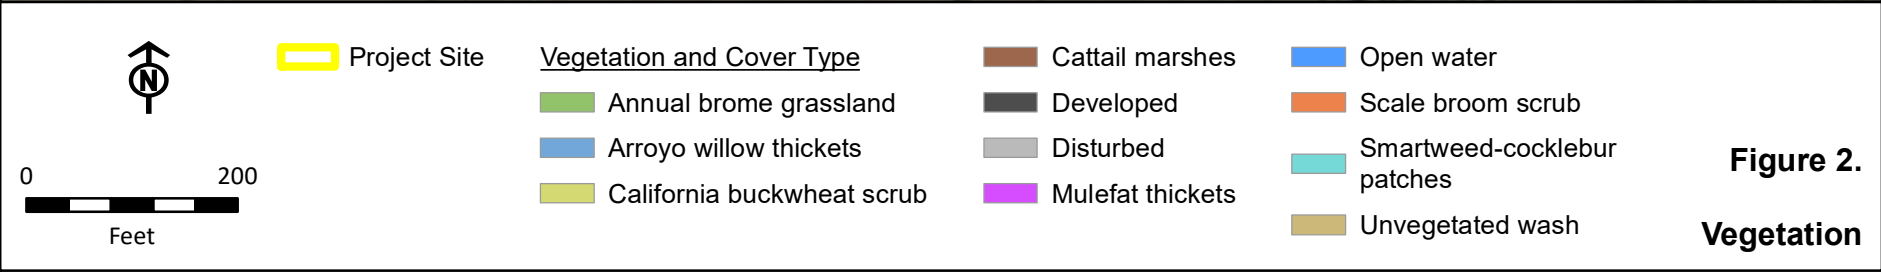 N
0 200
Feet
Project Site
Vegetation and Cover Type
Annual brome grassland
Arroyo willow thickets
California buckwheat scrub
Cattail marshes
Developed
Disturbed
Mulefat thickets
Open water
Scale broom scrub
Smartweed-cocklebur
patches
Unvegetated wash
Figure 2.
Vegetation